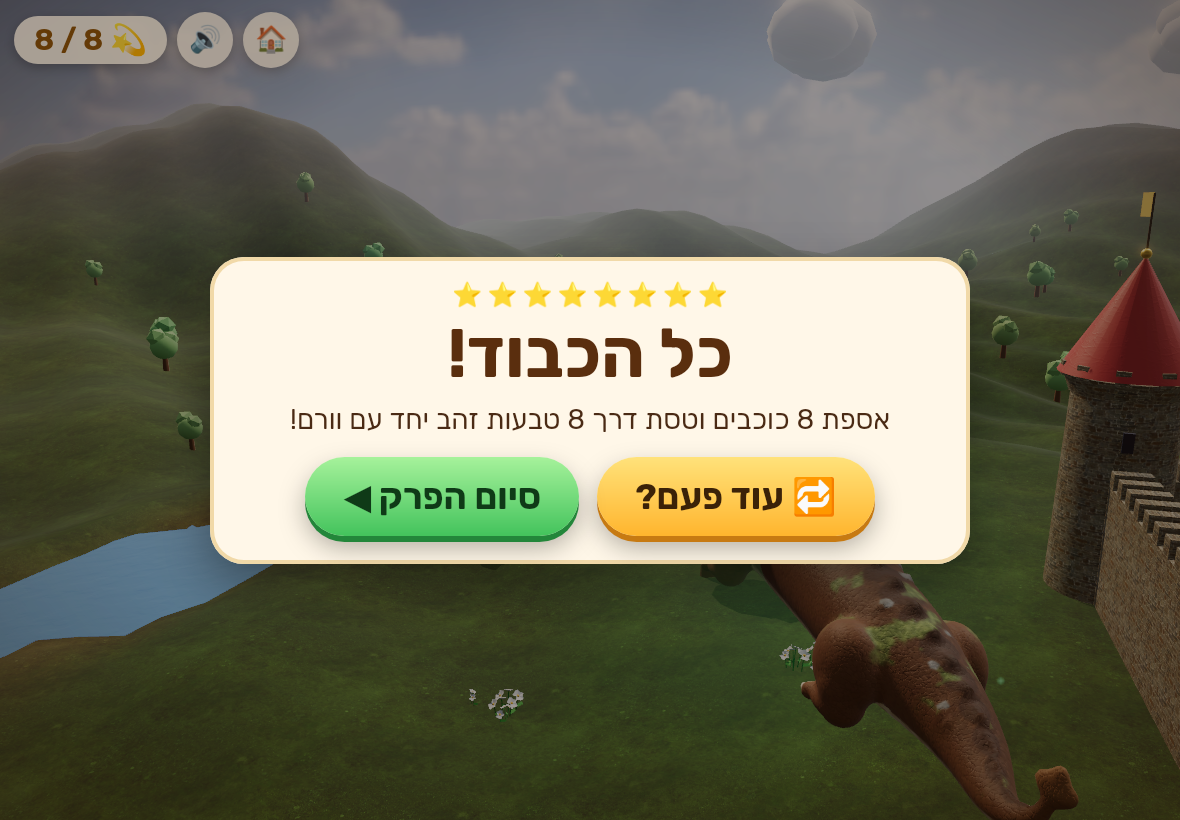 8 / 8
כל הכבוד!
אספת 8 כוכבים וטסת דרך 8 טבעות זהב יחד עם וורם!
עוד פעם?
סיום הפרק ◀